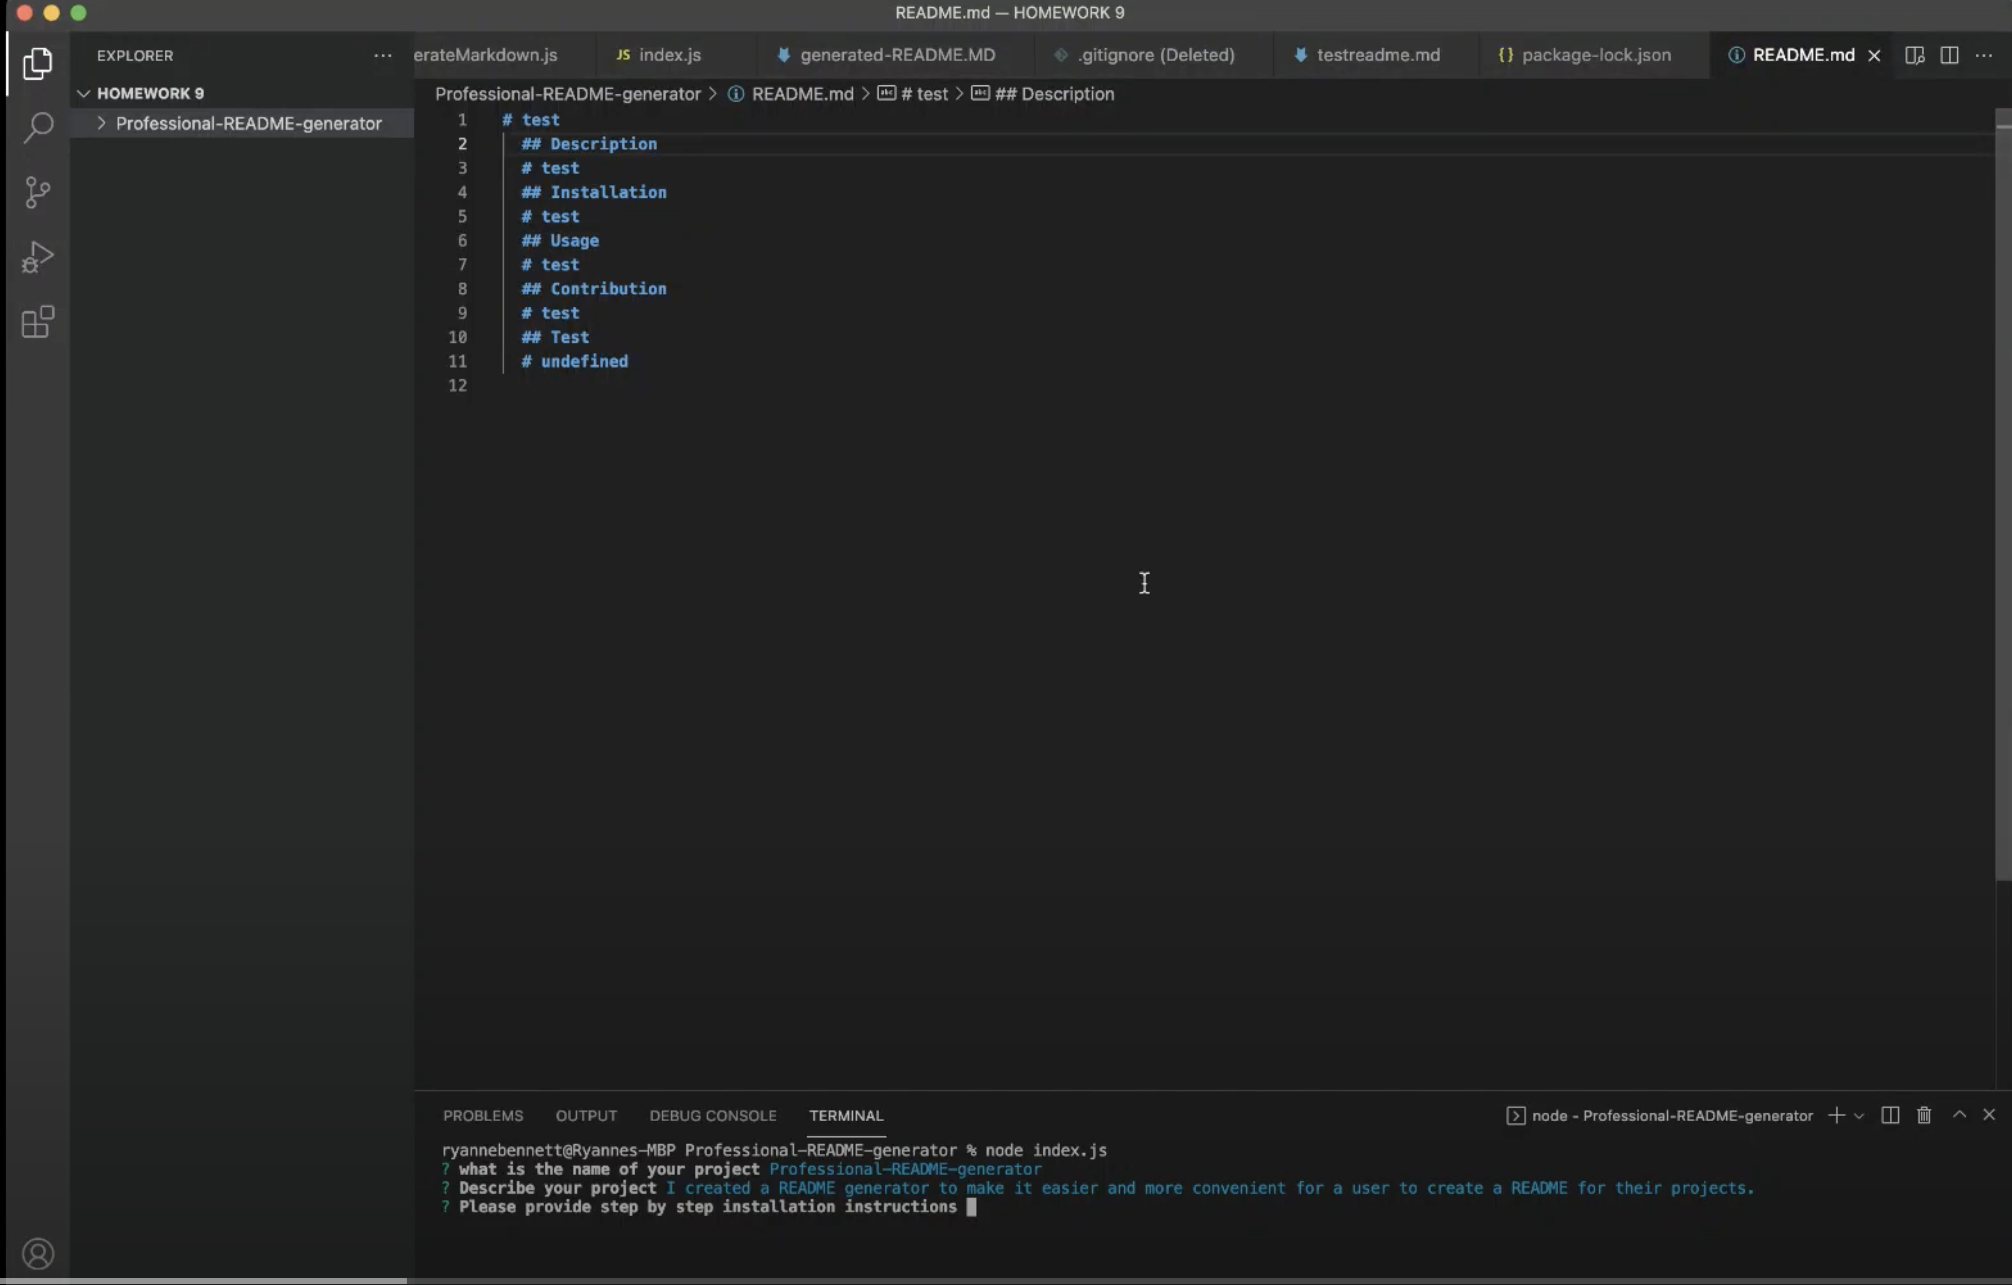 README.md — HOMEWORK 9
EXPLORER
erateMarkdown.js
JS index.js
generated-README.MD
.gitignore (Deleted)
testreadme.md
{} package-lock.json
README.md
HOMEWORK 9
Professional-README-generator
Professional-README-generator > README.md > # test > ## Description
1 # test
2 ## Description
3 # test
4 ## Installation
5 # test
6 ## Usage
7 # test
8 ## Contribution
9 # test
10 ## Test
11 # undefined
12
PROBLEMS OUTPUT DEBUG CONSOLE TERMINAL
node - Professional-README-generator
ryannebennett@Ryannes-MBP Professional-README-generator % node index.js
? what is the name of your project Professional-README-generator
? Describe your project I created a README generator to make it easier and more convenient for a user to create a README for their projects.
? Please provide step by step installation instructions